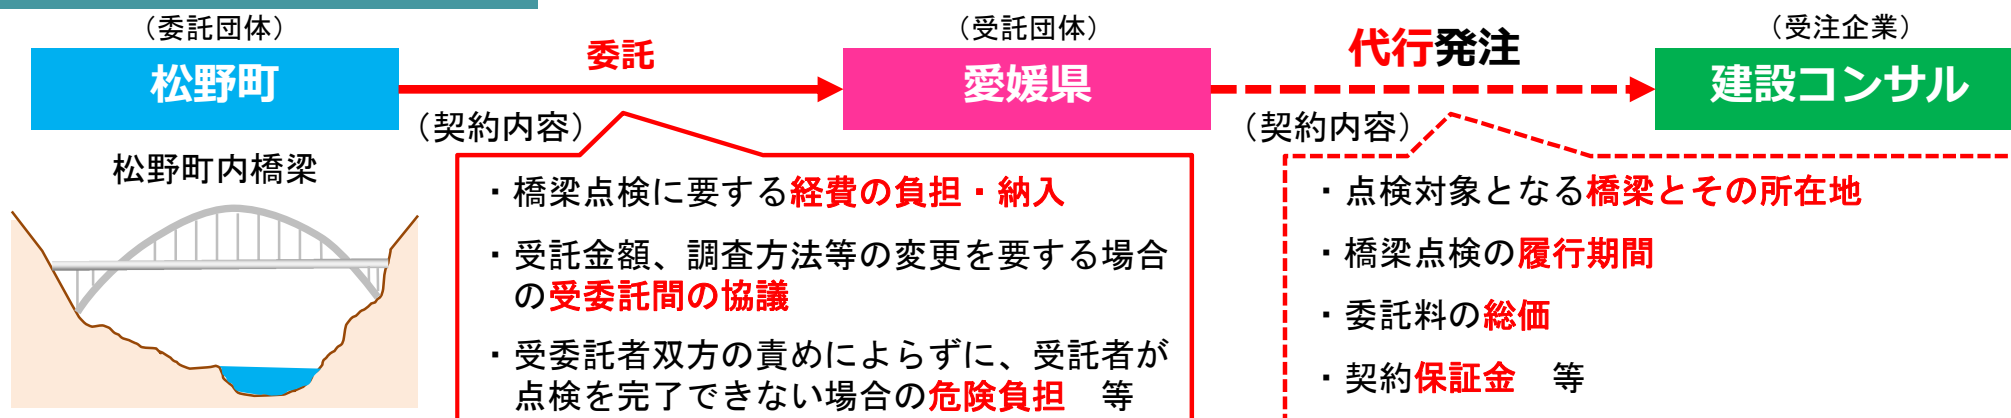 （委託団体）
松野町
委託
（受託団体）
愛媛県
代行発注
（受注企業）
建設コンサル
（契約内容）
（契約内容）
松野町内橋梁
・橋梁点検に要する経費の負担・納入
・受託金額、調査方法等の変更を要する場合
の受委託間の協議
・受委託者双方の責めによらずに、受託者が
点検を完了できない場合の危険負担　等
・点検対象となる橋梁とその所在地
・橋梁点検の履行期間
・委託料の総価
・契約保証金　等